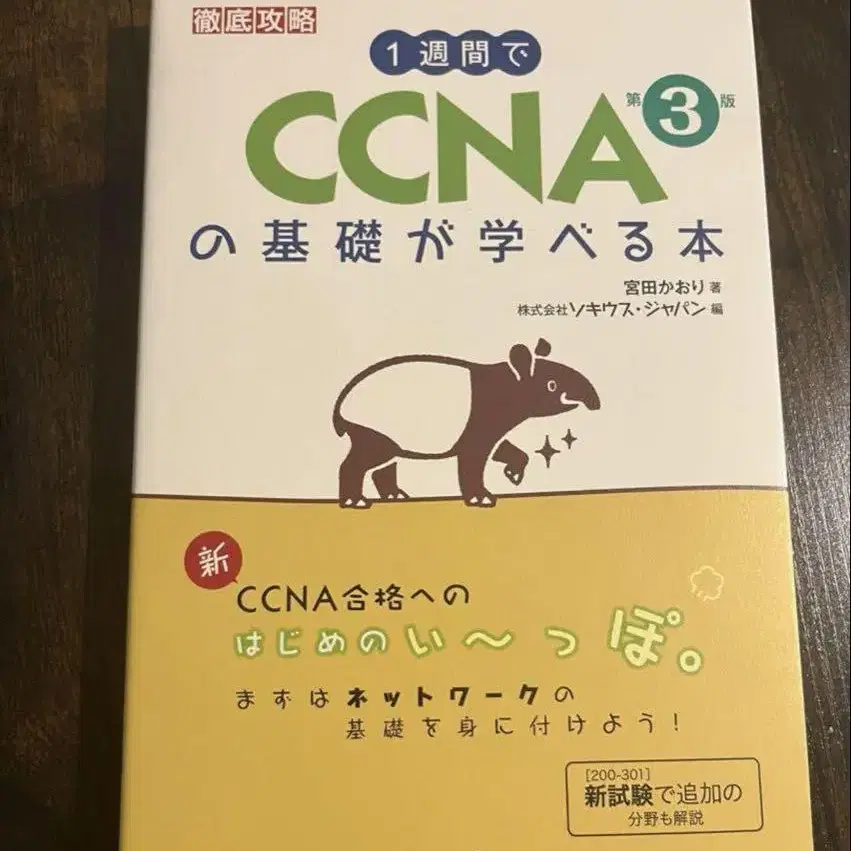 徹底攻略
1週間で
CCNA 第3版
の基礎が学べる本
宮田かおり 著
株式会社ソキウス・ジャパン 編
新
CCNA合格への
はじめのい〜っぽ。
まずはネットワークの
基礎を身に付けよう！
[200-301]
新試験で追加の
分野も解説